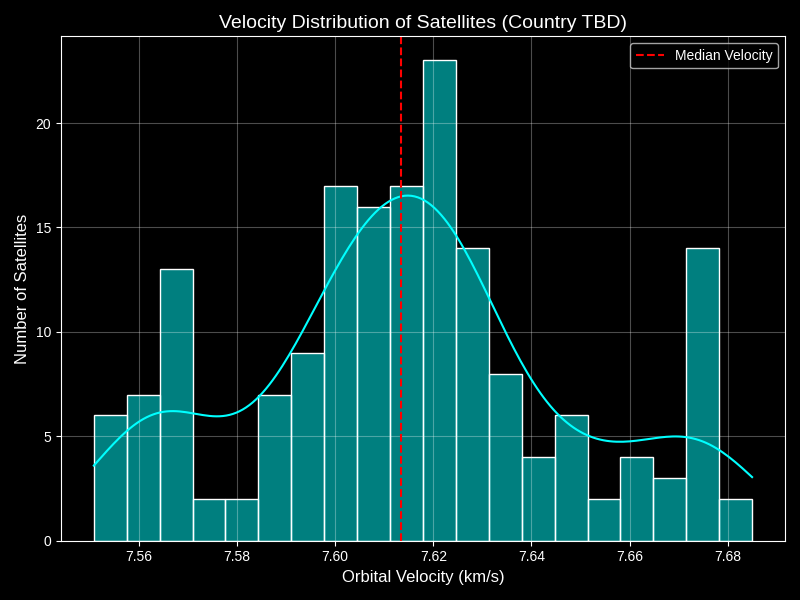 Velocity Distribution of Satellites (Country TBD)
Median Velocity
Number of Satellites
20
15
10
5
0
7.56 7.58 7.60 7.62 7.64 7.66 7.68
Orbital Velocity (km/s)